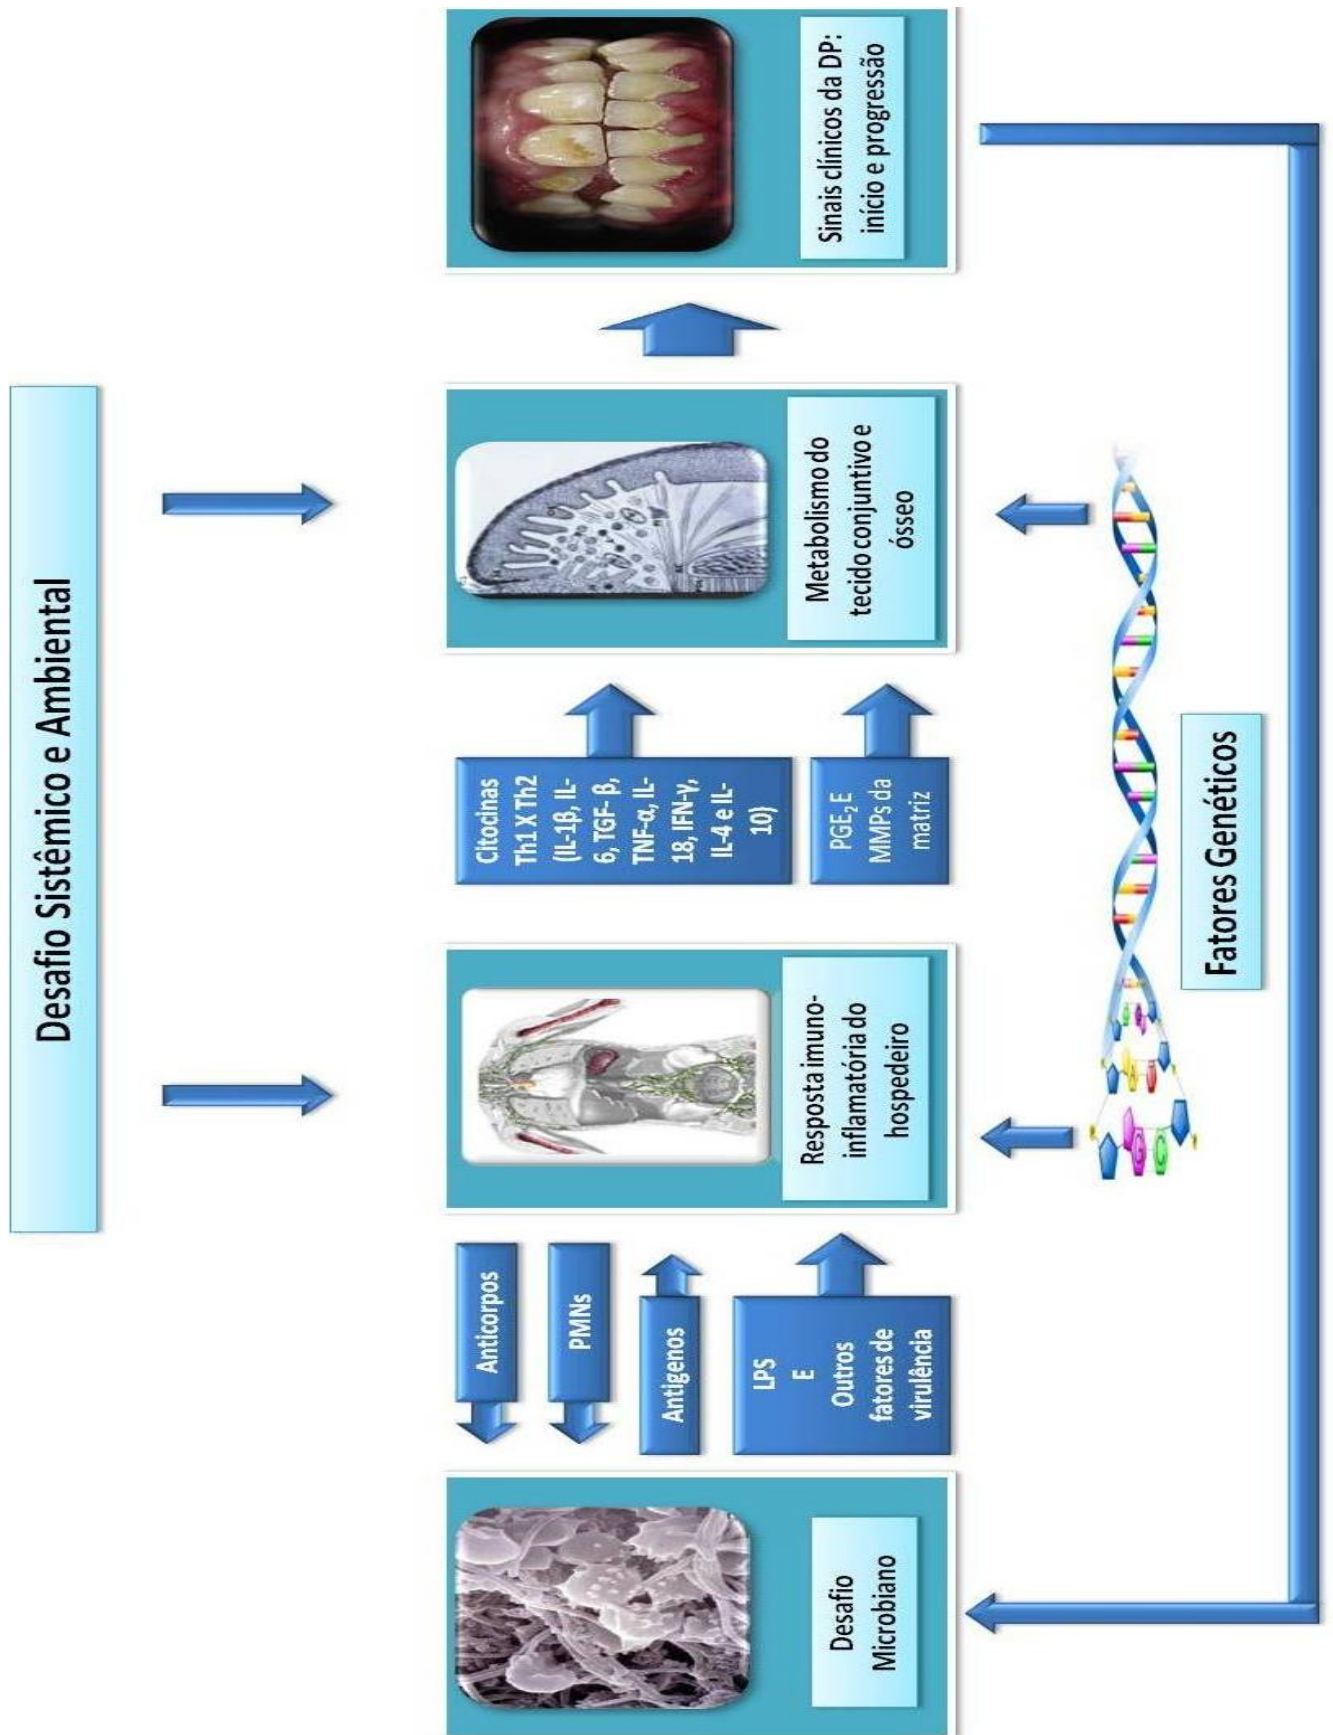 Desafio Sistêmico e Ambiental
Desafio
Microbiano
Anticorpos
PMNs
Antígenos
LPS
E
Outros
fatores de
virulência
Resposta imuno-
inflamatória do
hospedeiro
Citocinas
Th1 X Th2
(IL-1β, IL-
6, TGF- β,
TNF-α, IL-
18, IFN-γ,
IL-4 e IL-
10}
PGE₂ E
MMPs da
matriz
Metabolismo do
tecido conjuntivo e
ósseo
Sinais clínicos da DP:
início e progressão
Fatores Genéticos